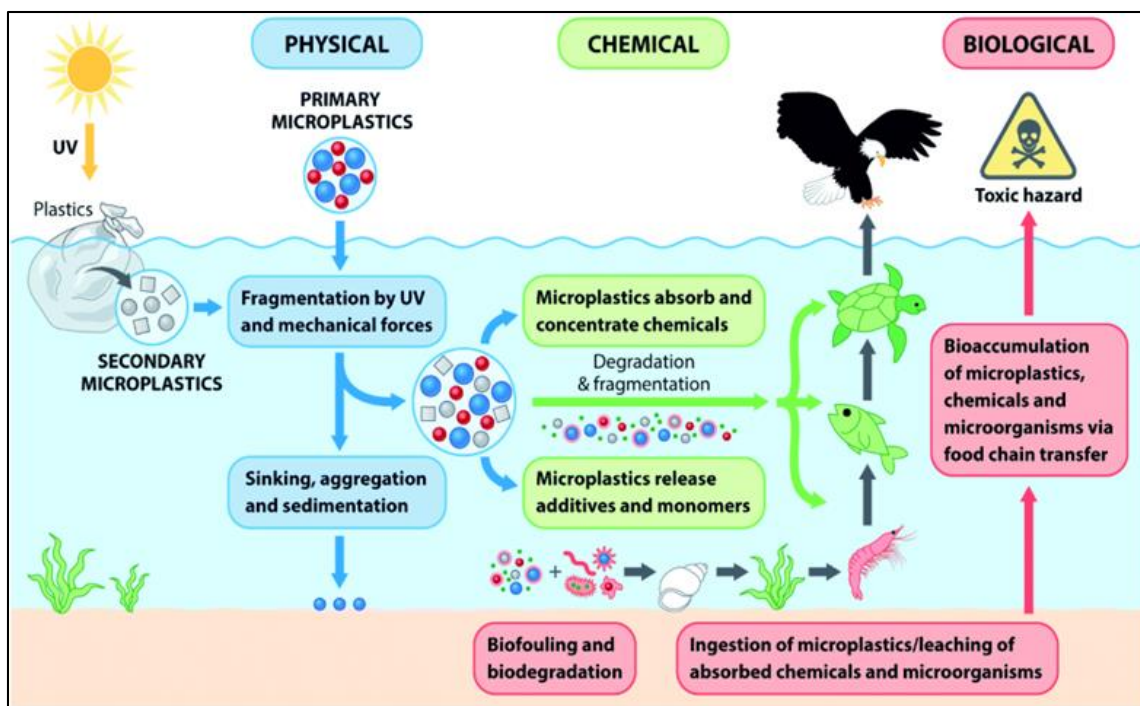 PHYSICAL
CHEMICAL
BIOLOGICAL
UV
Plastics
PRIMARY
MICROPLASTICS
Toxic hazard
SECONDARY
MICROPLASTICS
Fragmentation by UV
and mechanical forces
Sinking, aggregation
and sedimentation
Microplastics absorb and
concentrate chemicals
Degradation
& fragmentation
Microplastics release
additives and monomers
Bioaccumulation
of microplastics,
chemicals and
microorganisms via
food chain transfer
+
Biofouling and
biodegradation
Ingestion of microplastics/leaching of
absorbed chemicals and microorganisms